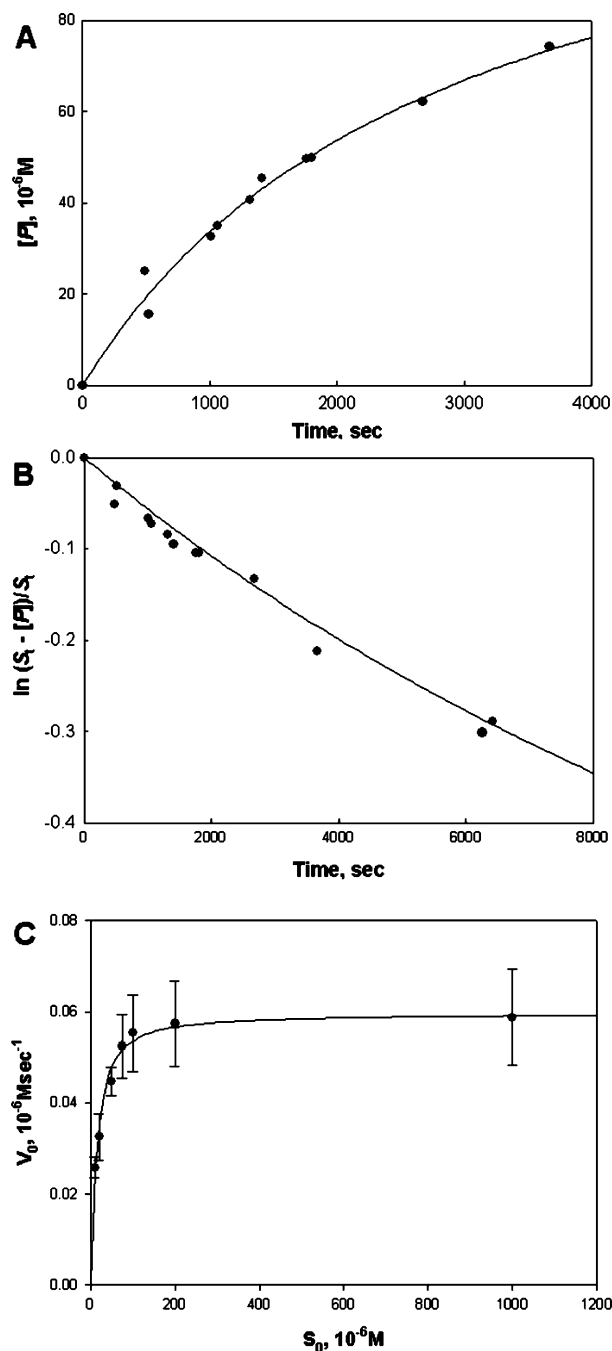 A
80
60
40
20
0
[P], 10⁻⁶M
0 1000 2000 3000 4000
Time, sec
B
0.0
-0.1
-0.2
-0.3
-0.4
ln (Sₜ - [P])/Sₜ
0 2000 4000 6000 8000
Time, sec
C
0.08
0.06
0.04
0.02
0.00
V₀, 10⁻⁶Msec⁻¹
0 200 400 600 800 1000 1200
S₀, 10⁻⁶M